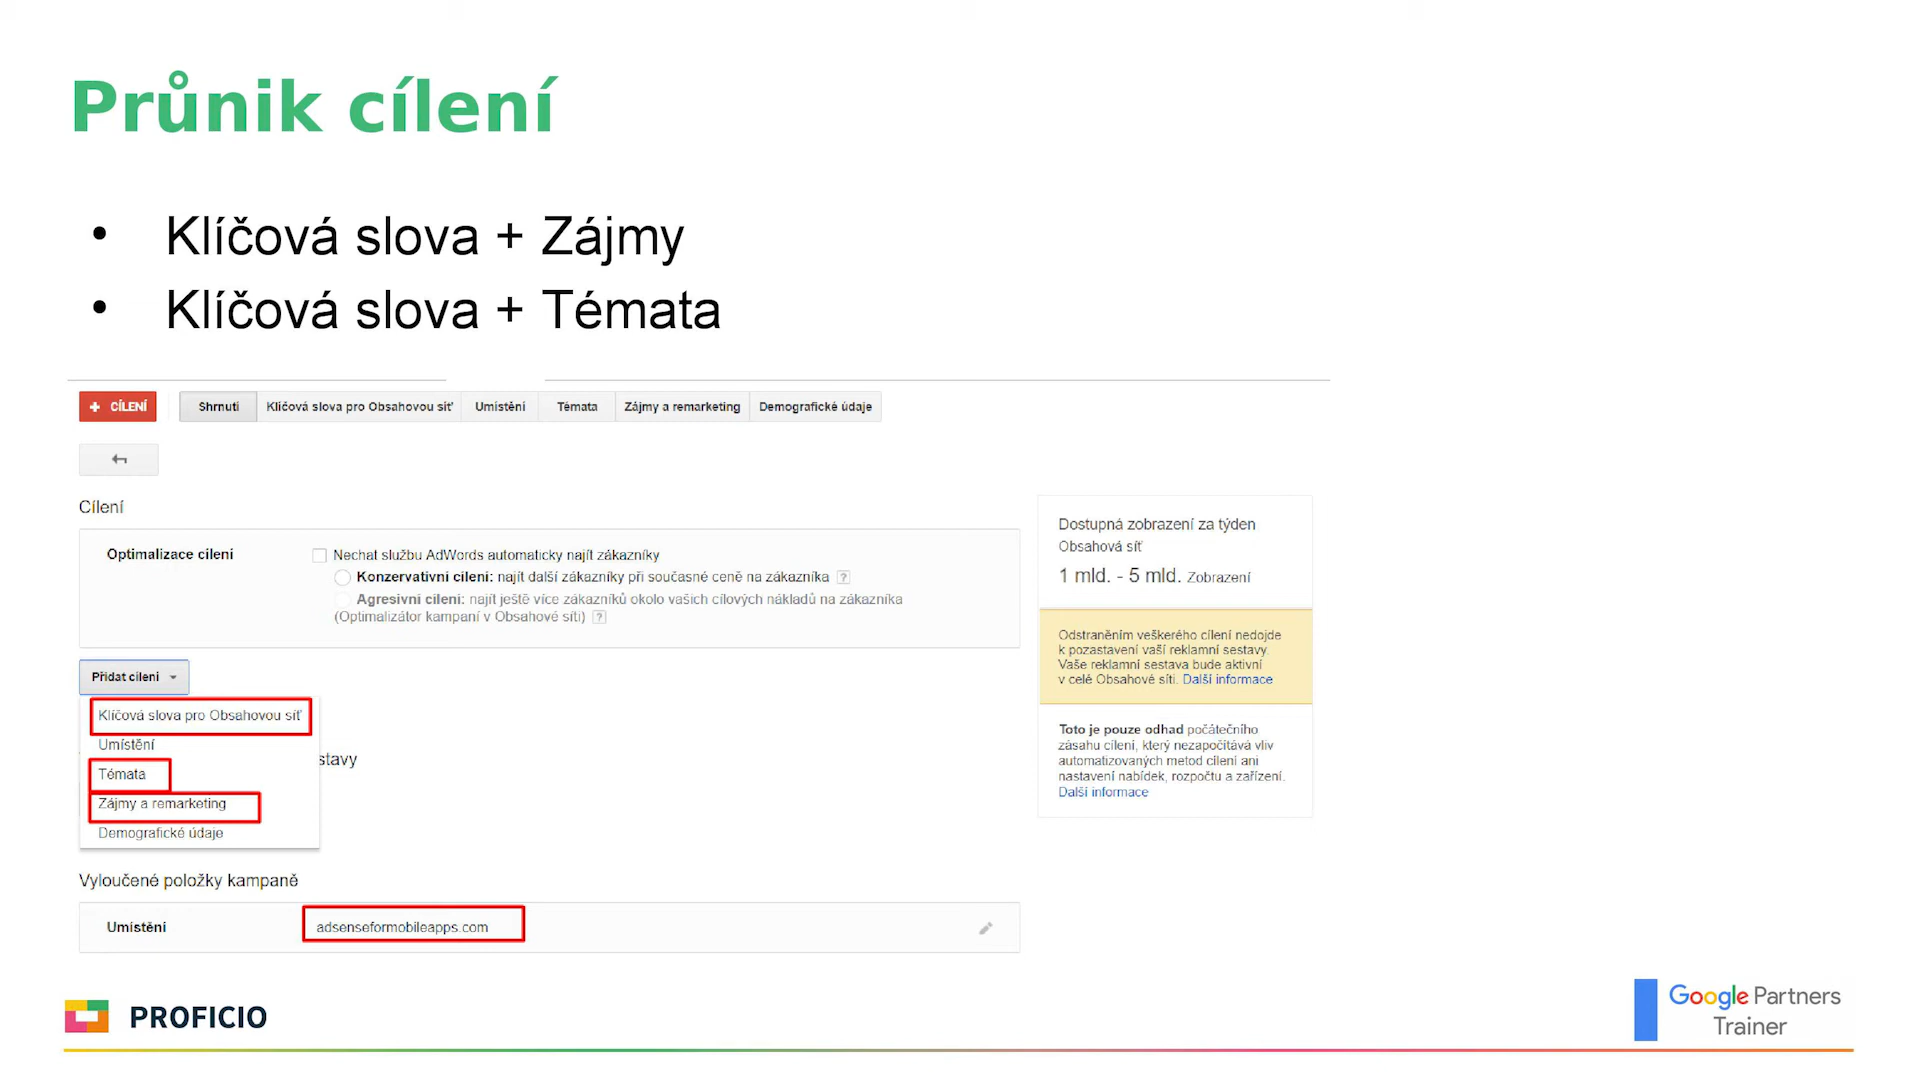 Průnik cílení
• Klíčová slova + Zájmy
• Klíčová slova + Témata
+ CÍLENÍ
Shrnutí
Klíčová slova pro Obsahovou síť
Umístění
Témata
Zájmy a remarketing
Demografické údaje
Cílení
Optimalizace cílení
Nechat službu AdWords automaticky najít zákazníky
Konzervativní cílení: najít další zákazníky při současné ceně na zákazníka ?
Agresivní cílení: najít ještě více zákazníků okolo vašich cílových nákladů na zákazníka
(Optimalizátor kampaní v Obsahové síti) ?
Přidat cílení
Klíčová slova pro Obsahovou síť
Umístění
stavy
Témata
Zájmy a remarketing
Demografické údaje
Vyloučené položky kampaně
Umístění
adsenseformobileapps.com
Dostupná zobrazení za týden
Obsahová síť
1 mld. - 5 mld. Zobrazení
Odstraněním veškerého cílení nedojde
k pozastavení vaší reklamní sestavy.
Vaše reklamní sestava bude aktivní
v celé Obsahové síti. Další informace
Toto je pouze odhad počátečního
zásahu cílení, který nezapočítává vliv
automatizovaných metod cílení ani
nastavení nabídek, rozpočtu a zařízení.
Další informace
PROFICIO
Google Partners
Trainer